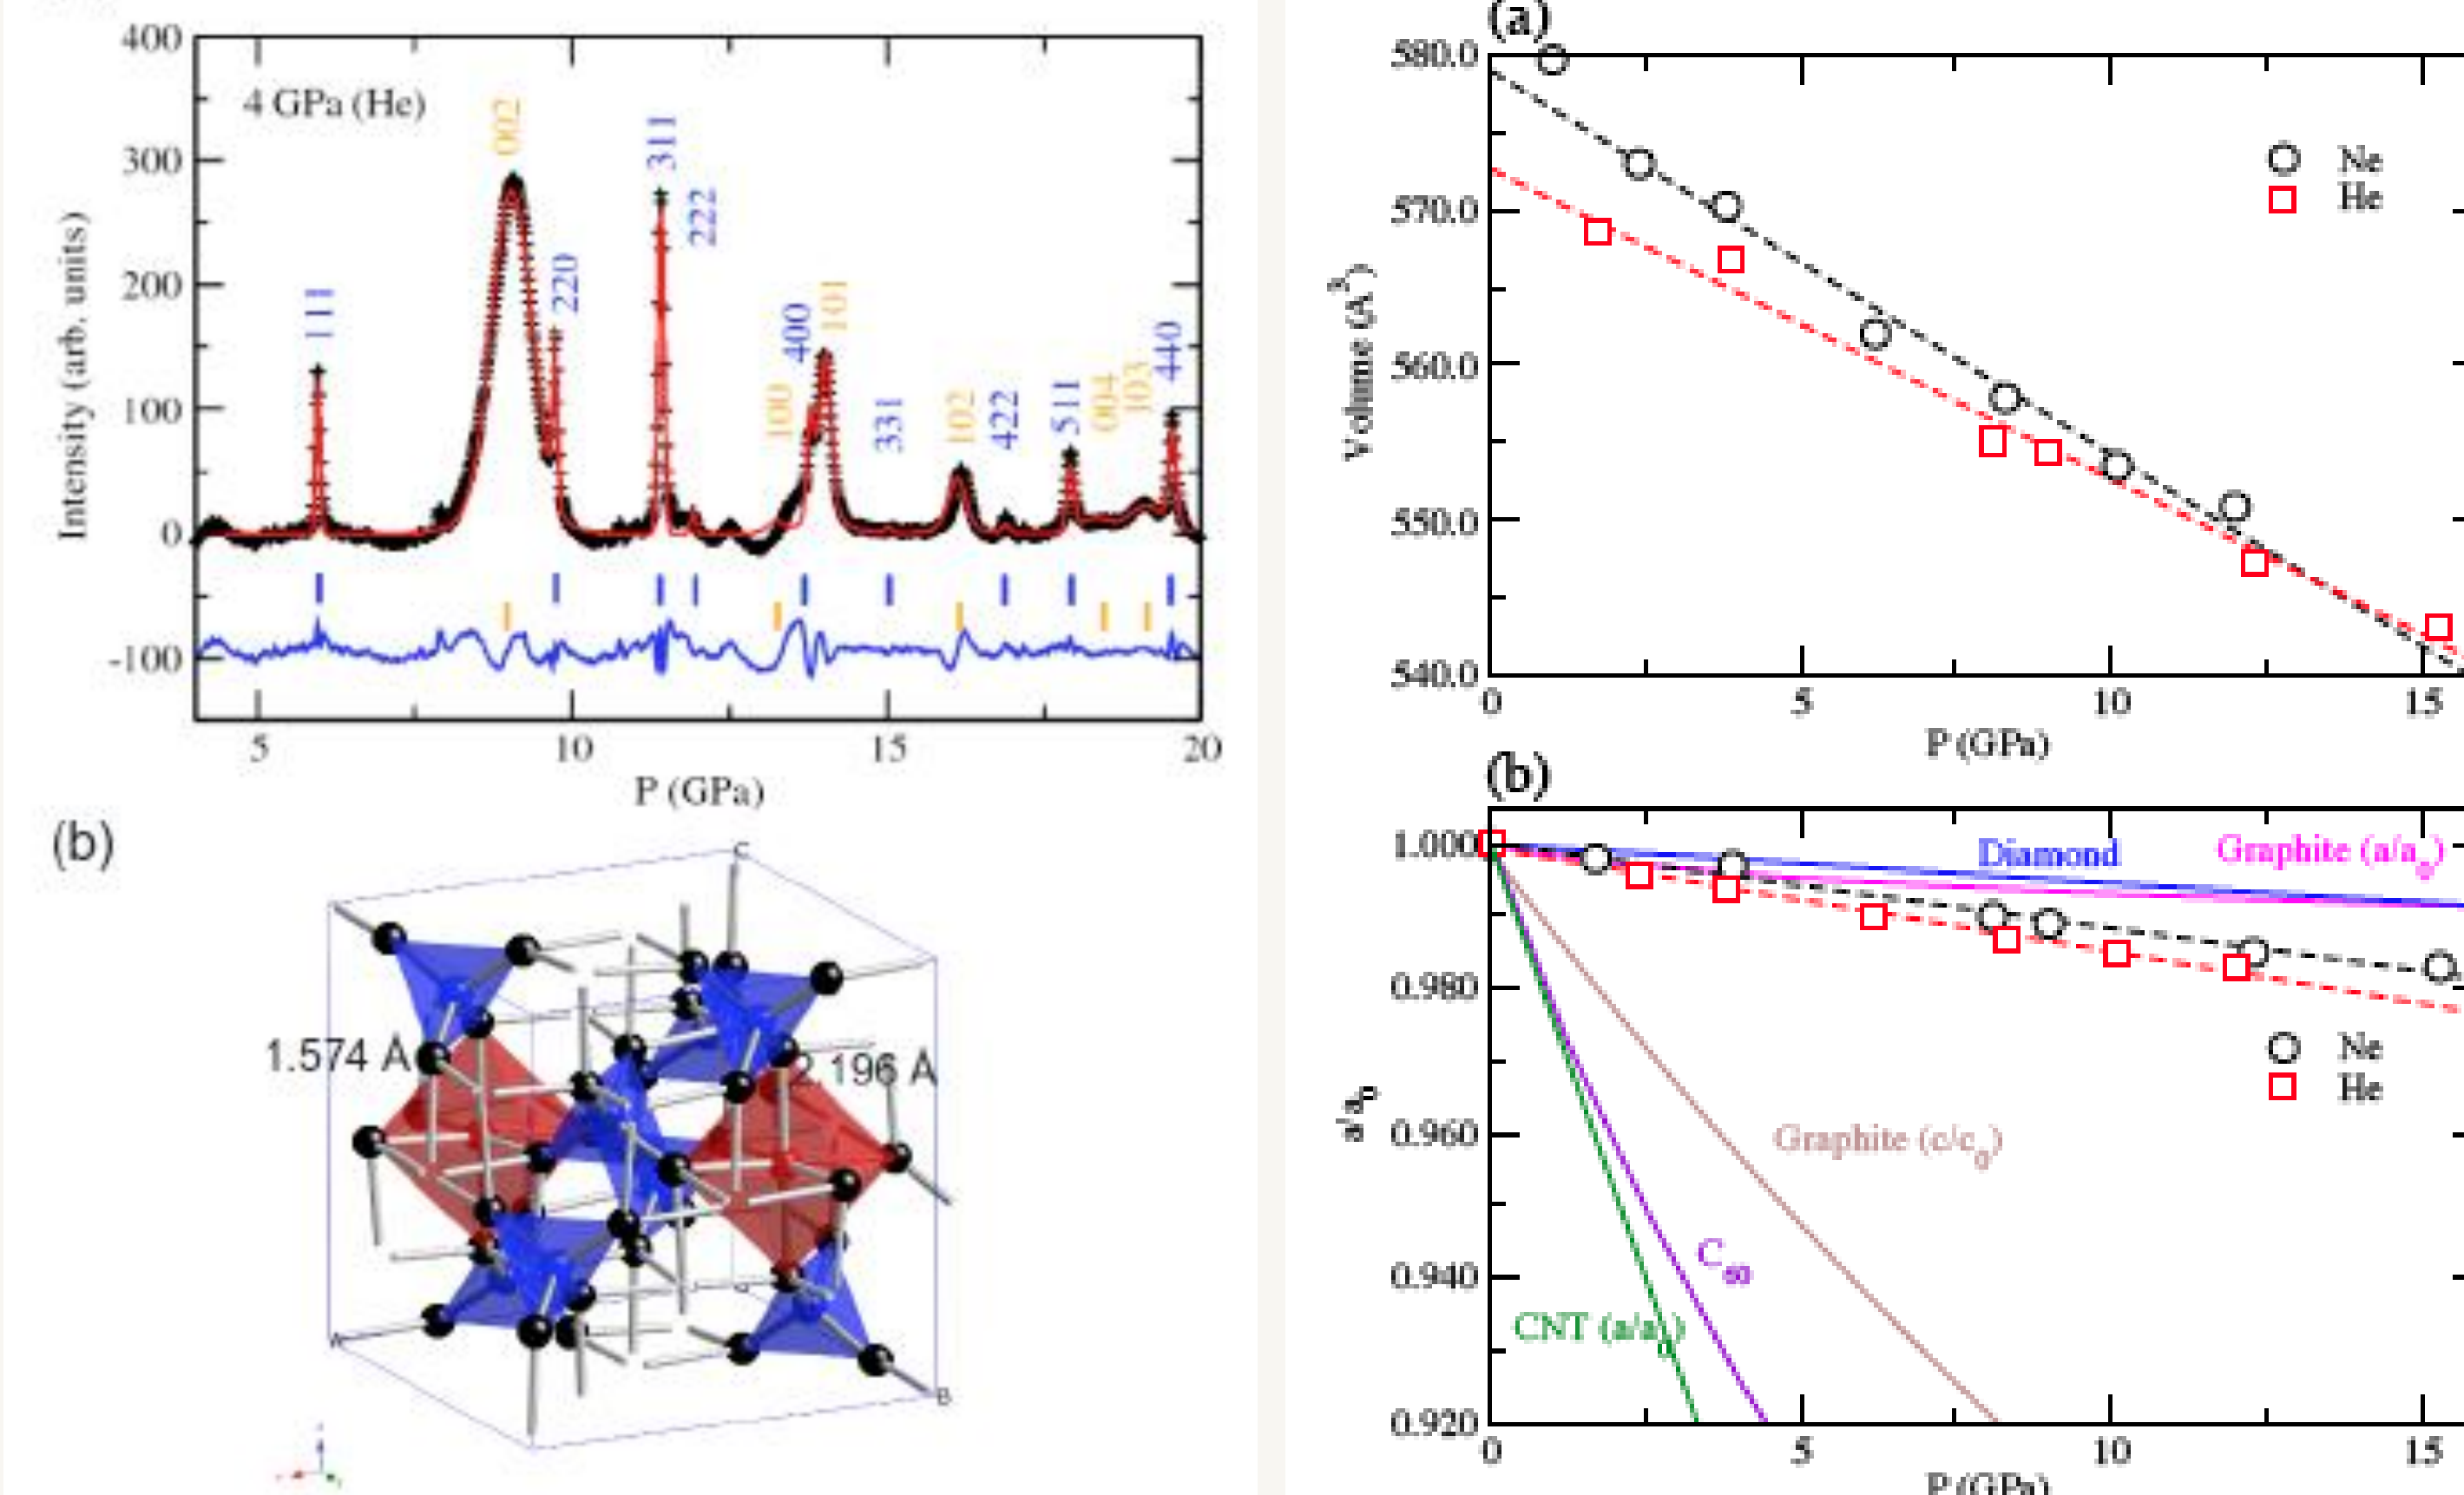 400
300
200
100
0
-100
Intensity (arb. units)
4 GPa (He)
111
002
220
311
222
100
400
101
331
102
422
511
004
103
440
5
10
15
20
P (GPa)
(b)
C
1.574 Å
2.196 Å
A
B
(a)
580.0
570.0
560.0
550.0
540.0
Volume (A³)
Ne
He
0
5
10
15
P (GPa)
(b)
1.000
0.980
0.960
0.940
0.920
a/a₀
Diamond
Graphite (a/a₀)
Ne
He
Graphite (c/c₀)
C₆₀
CNT (a/a₀)
0
5
10
15
P (GPa)